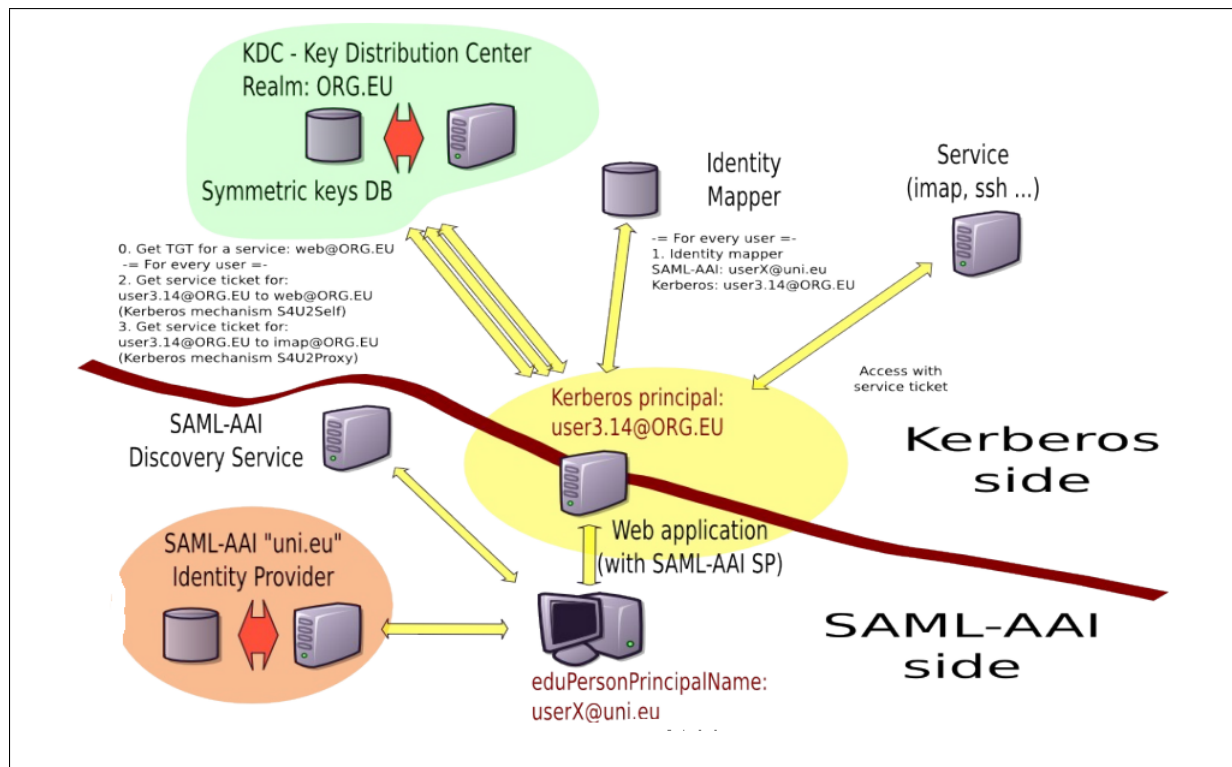 KDC - Key Distribution Center
Realm: ORG.EU
Symmetric keys DB
0. Get TGT for a service: web@ORG.EU
-= For every user =-
2. Get service ticket for:
user3.14@ORG.EU to web@ORG.EU
(Kerberos mechanism S4U2Self)
3. Get service ticket for:
user3.14@ORG.EU to imap@ORG.EU
(Kerberos mechanism S4U2Proxy)
Identity
Mapper
-= For every user =-
1. Identity mapper
SAML-AAI: userX@uni.eu
Kerberos: user3.14@ORG.EU
Service
(imap, ssh ...)
Access with
service ticket
Kerberos principal:
user3.14@ORG.EU
Kerberos
side
SAML-AAI
Discovery Service
Web application
(with SAML-AAI SP)
SAML-AAI "uni.eu"
Identity Provider
SAML-AAI
side
eduPersonPrincipalName:
userX@uni.eu